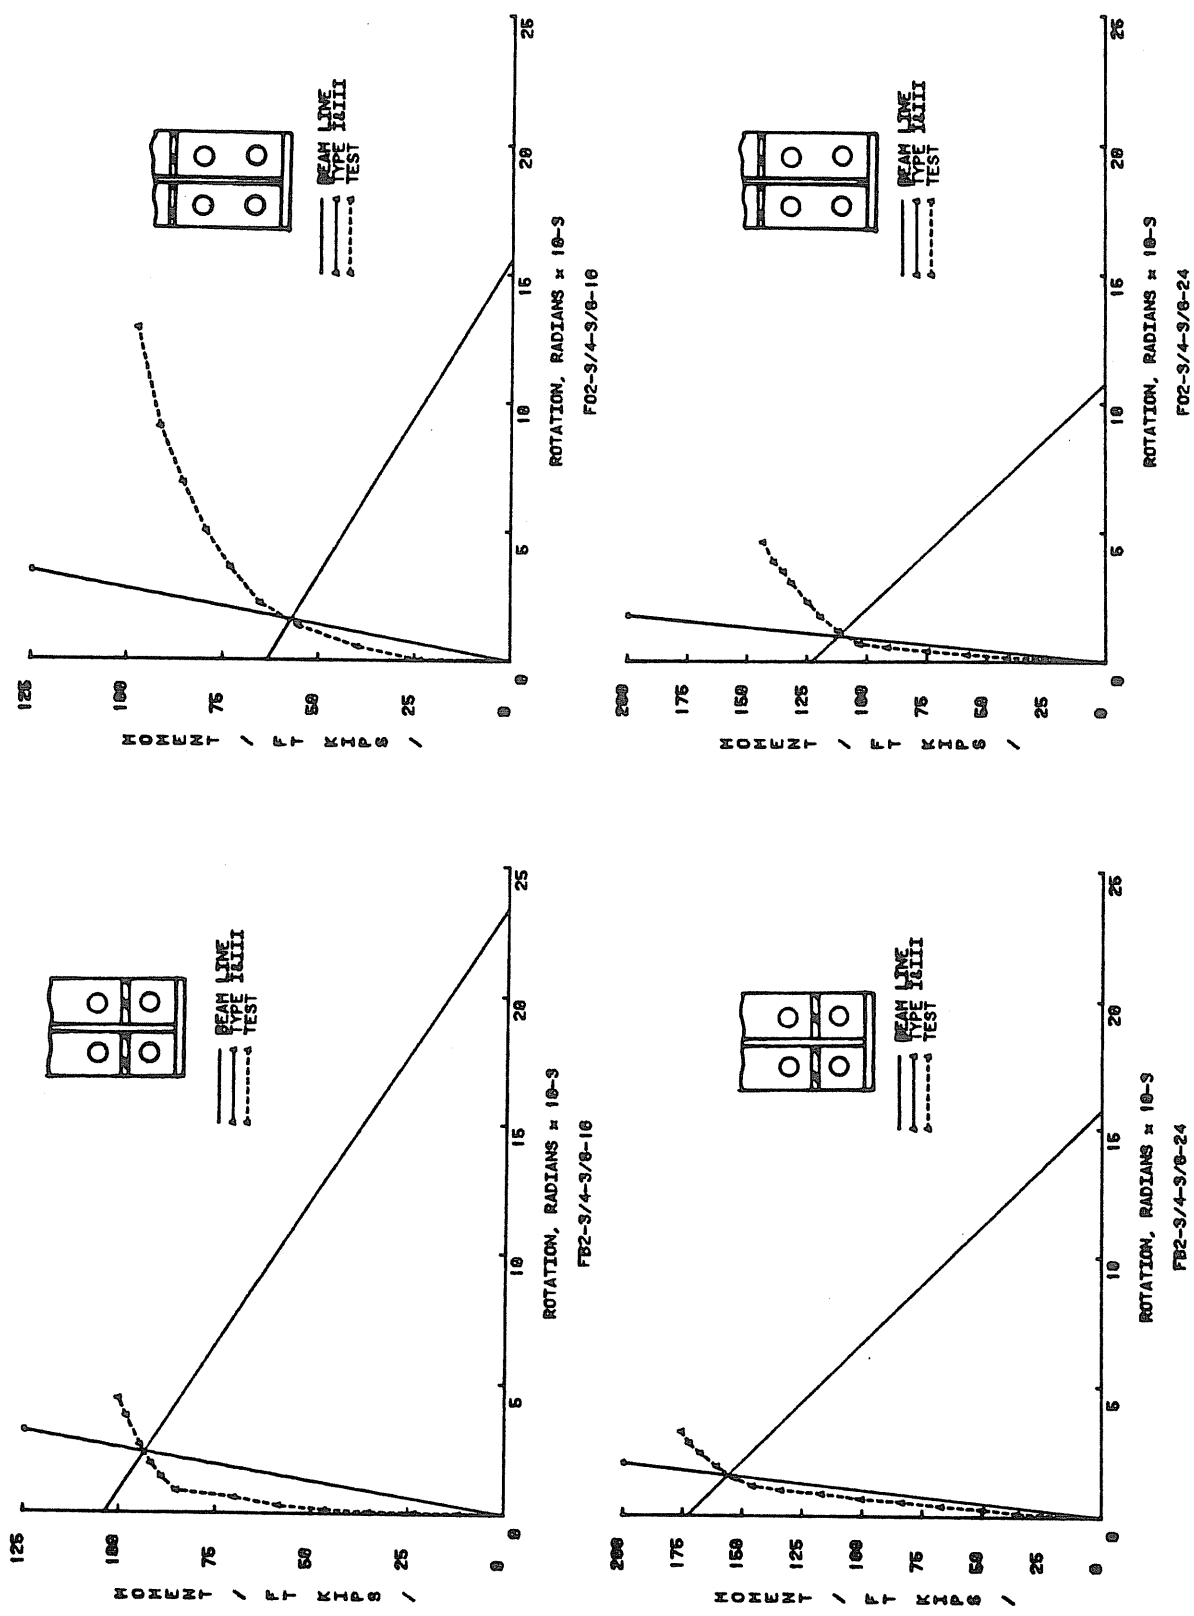 MOMENT / FT KIPS /
125
100
75
50
25
0
5
10
15
20
25
BEAM LINE
TYPE I&III
TEST
ROTATION, RADIANS x 10-3
FB2-3/4-3/8-16
MOMENT / FT KIPS /
125
100
75
50
25
0
5
10
15
20
25
BEAM LINE
TYPE I&III
TEST
ROTATION, RADIANS x 10-3
FO2-3/4-3/8-16
MOMENT / FT KIPS /
200
175
150
125
100
75
50
25
0
5
10
15
20
25
BEAM LINE
TYPE I&III
TEST
ROTATION, RADIANS x 10-3
FB2-3/4-3/8-24
MOMENT / FT KIPS /
200
175
150
125
100
75
50
25
0
5
10
15
20
25
BEAM LINE
TYPE I&III
TEST
ROTATION, RADIANS x 10-3
FO2-3/4-3/8-24